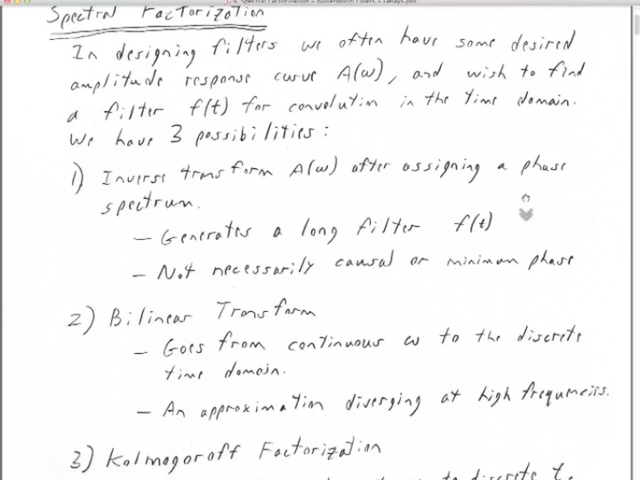 Spectral Factorization
In designing filters we often have some desired
amplitude response curve A(ω), and wish to find
a filter f(t) for convolution in the time domain.
We have 3 possibilities:
1) Inverse transform A(ω) after assigning a phase
spectrum.
— Generates a long filter f(t)
— Not necessarily causal or minimum phase
2) Bilinear Transform
— Goes from continuous ω to the discrete
time domain.
— An approximation diverging at high frequencies.
3) Kolmogoroff Factorization
to discrete t.